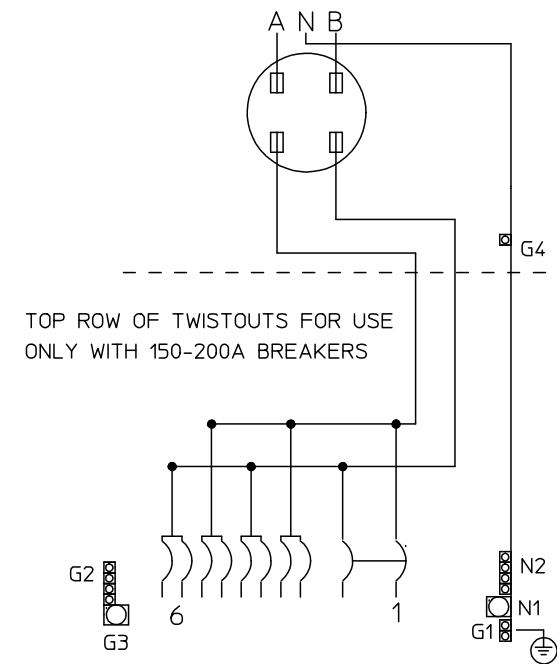 A N B
G4
TOP ROW OF TWISTOUTS FOR USE
ONLY WITH 150-200A BREAKERS
G2
N2
6
1
N1
G1
G3